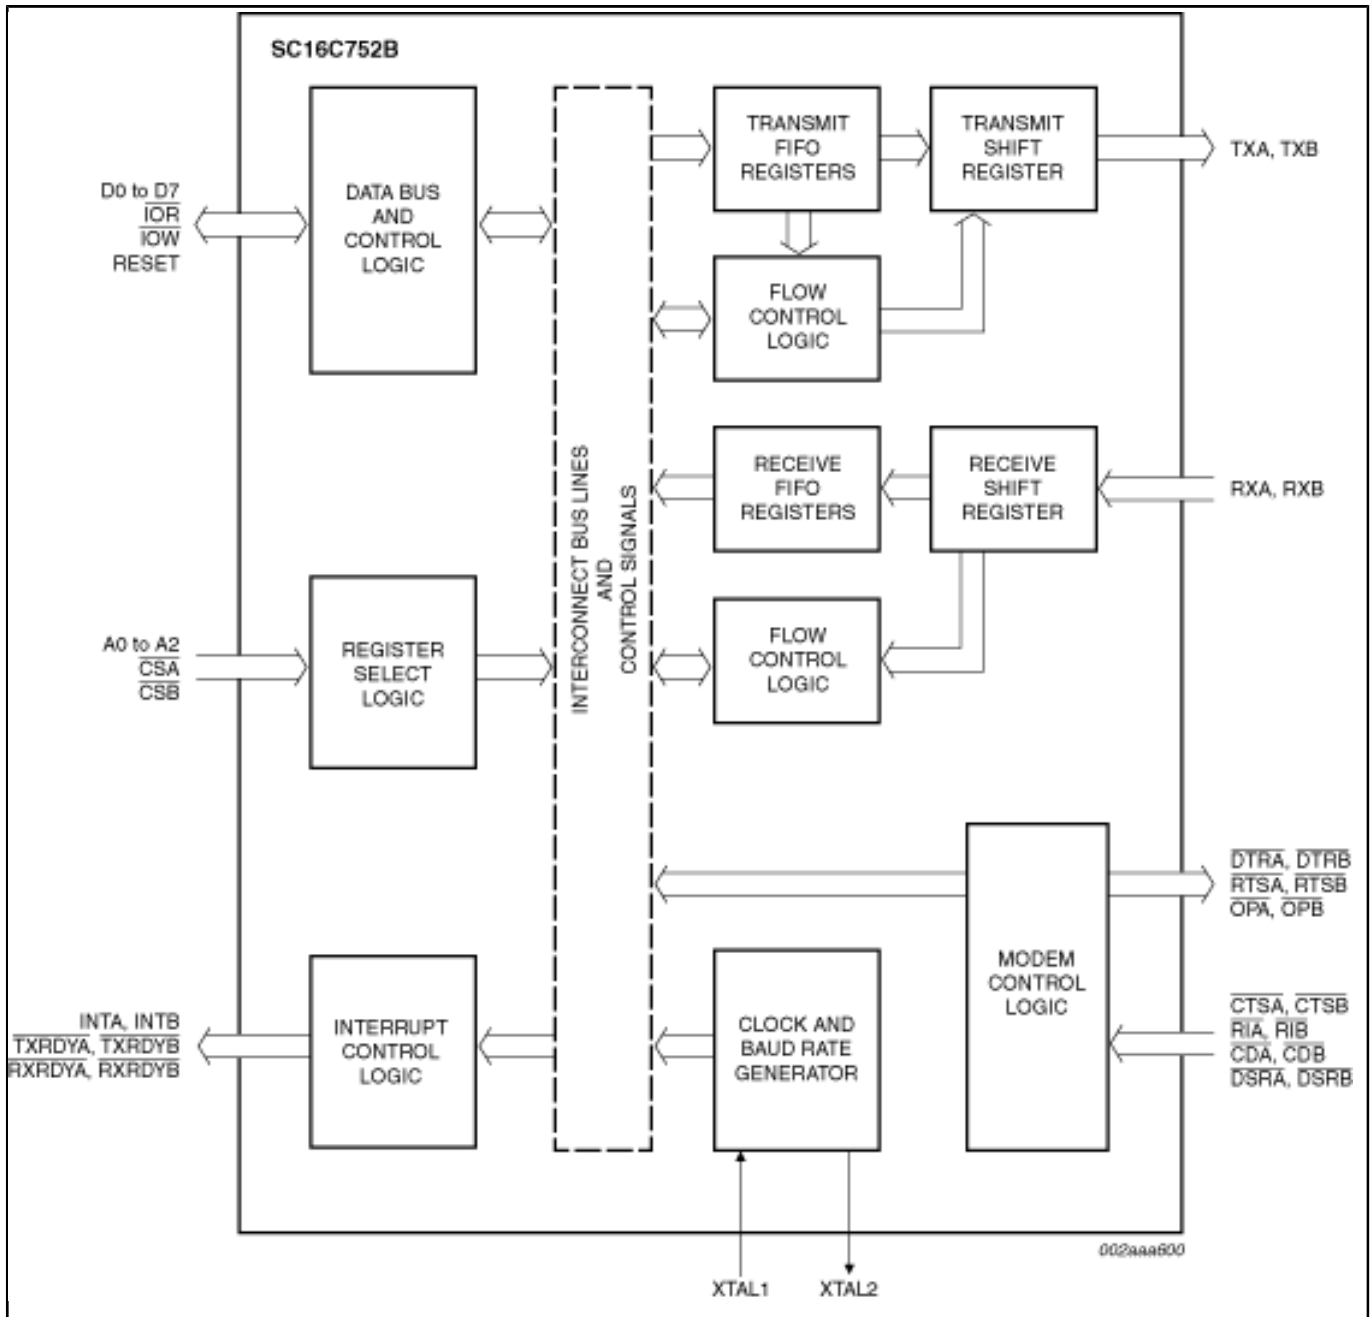 SC16C752B
D0 to D7
IOR
IOW
RESET
DATA BUS
AND
CONTROL
LOGIC
TRANSMIT
FIFO
REGISTERS
TRANSMIT
SHIFT
REGISTER
TXA, TXB
FLOW
CONTROL
LOGIC
INTERCONNECT BUS LINES
AND
CONTROL SIGNALS
RECEIVE
FIFO
REGISTERS
RECEIVE
SHIFT
REGISTER
RXA, RXB
A0 to A2
CSA
CSB
REGISTER
SELECT
LOGIC
FLOW
CONTROL
LOGIC
DTRA, DTRB
RTSA, RTSB
OPA, OPB
MODEM
CONTROL
LOGIC
CTSA, CTSB
RIA, RIB
CDA, CDB
DSRA, DSRB
INTA, INTB
TXRDYA, TXRDYB
RXRDYA, RXRDYB
INTERRUPT
CONTROL
LOGIC
CLOCK AND
BAUD RATE
GENERATOR
XTAL1
XTAL2
002aaa600